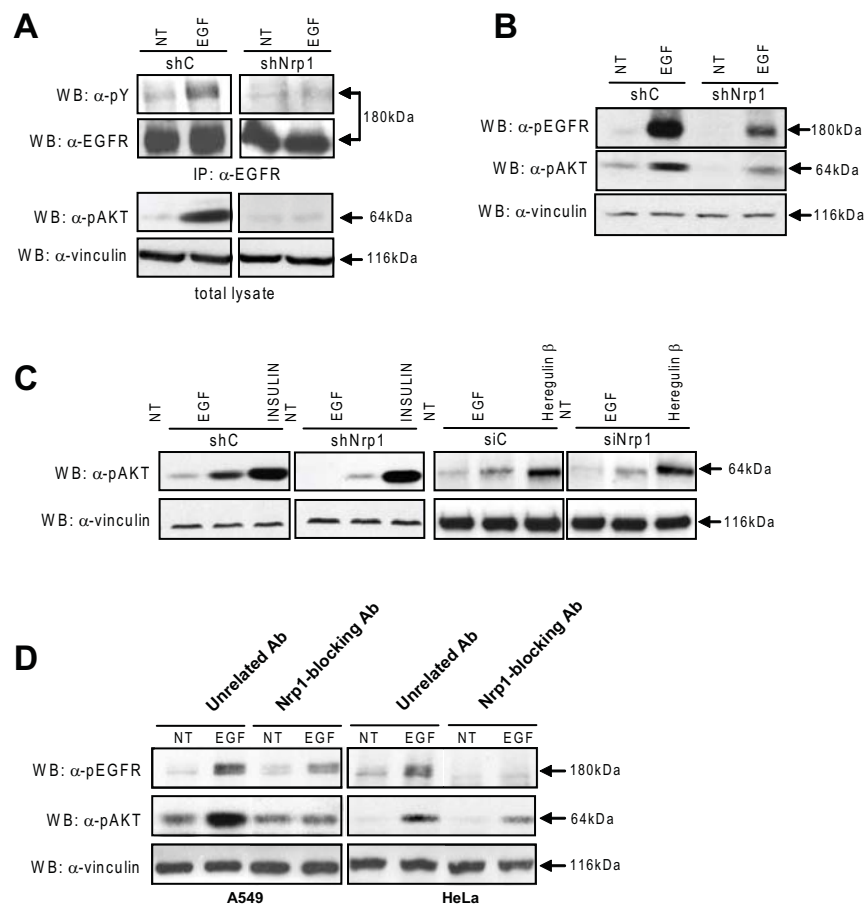 A
NT EGF NT EGF
shC shNrp1
WB: α-pY
180kDa
WB: α-EGFR
IP: α-EGFR
WB: α-pAKT 64kDa
WB: α-vinculin 116kDa
total lysate
B
NT EGF NT EGF
shC shNrp1
WB: α-pEGFR 180kDa
WB: α-pAKT 64kDa
WB: α-vinculin 116kDa
C
NT EGF INSULIN NT EGF INSULIN NT EGF Heregulin β NT EGF Heregulin β
shC shNrp1 siC siNrp1
WB: α-pAKT 64kDa
WB: α-vinculin 116kDa
D
Unrelated Ab Nrp1-blocking Ab Unrelated Ab Nrp1-blocking Ab
NT EGF NT EGF NT EGF NT EGF
WB: α-pEGFR 180kDa
WB: α-pAKT 64kDa
WB: α-vinculin 116kDa
A549 HeLa